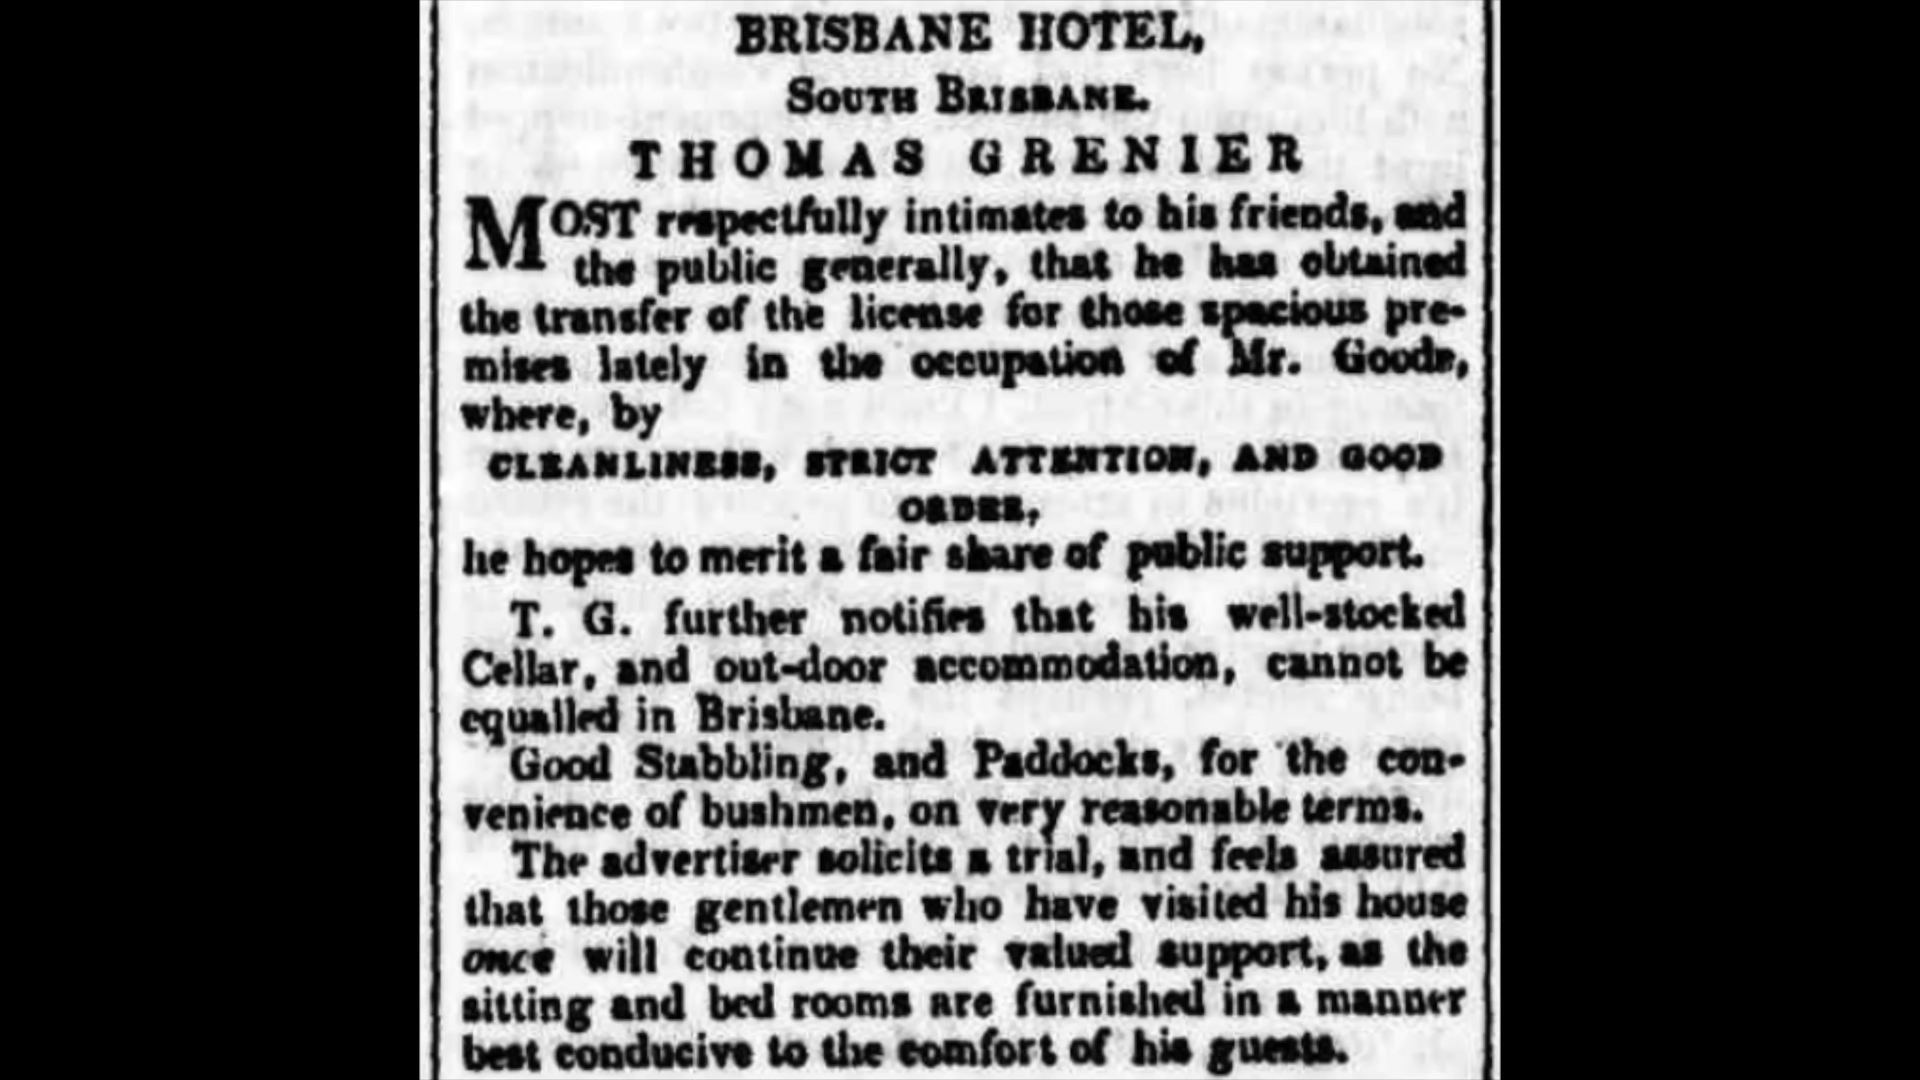 BRISBANE HOTEL,
SOUTH BRISBANE.
THOMAS GRENIER
MOST respectfully intimates to his friends, and
the public generally, that he has obtained
the transfer of the license for those spacious pre-
mises lately in the occupation of Mr. Goode,
where, by
CLEANLINESS, STRICT ATTENTION, AND GOOD
ORDER,
he hopes to merit a fair share of public support.
T. G. further notifies that his well-stocked
Cellar, and out-door accommodation, cannot be
equalled in Brisbane.
Good Stabbling, and Paddocks, for the con-
venience of bushmen, on very reasonable terms.
The advertiser solicits a trial, and feels assured
that those gentlemen who have visited his house
once will continue their valued support, as the
sitting and bed rooms are furnished in a manner
best conducive to the comfort of his guests.